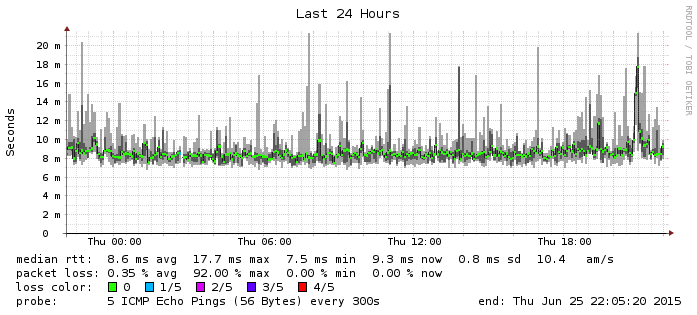 Last 24 Hours
RRDTOOL / TOBI OETIKER
Seconds
20 m
18 m
16 m
14 m
12 m
10 m
8 m
6 m
4 m
2 m
0
Thu 00:00 Thu 06:00 Thu 12:00 Thu 18:00
median rtt: 8.6 ms avg 17.7 ms max 7.5 ms min 9.3 ms now 0.8 ms sd 10.4 am/s
packet loss: 0.35 % avg 92.00 % max 0.00 % min 0.00 % now
loss color: 0 1/5 2/5 3/5 4/5
probe: 5 ICMP Echo Pings (56 Bytes) every 300s end: Thu Jun 25 22:05:20 2015